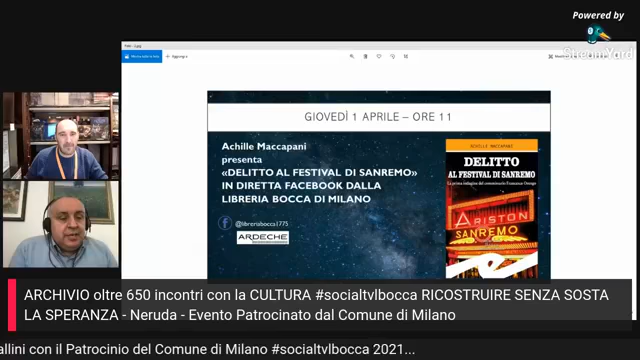 Powered by
StreamYard
Aggiungi a
GIOVEDÌ 1 APRILE – ORE 11
Achille Maccapani
presenta
«DELITTO AL FESTIVAL DI SANREMO»
IN DIRETTA FACEBOOK DALLA
LIBRERIA BOCCA DI MILANO
@libreriabocca1775
ARDECHE
ACHILLE MACCAPANI
DELITTO
AL FESTIVAL DI SANREMO
ARISTON
SANREMO
ARCHIVIO oltre 650 incontri con la CULTURA #socialtvlbocca RICOSTRUIRE SENZA SOSTA
LA SPERANZA - Neruda - Evento Patrocinato dal Comune di Milano
allini con il Patrocinio del Comune di Milano #socialtvlbocca 2021...